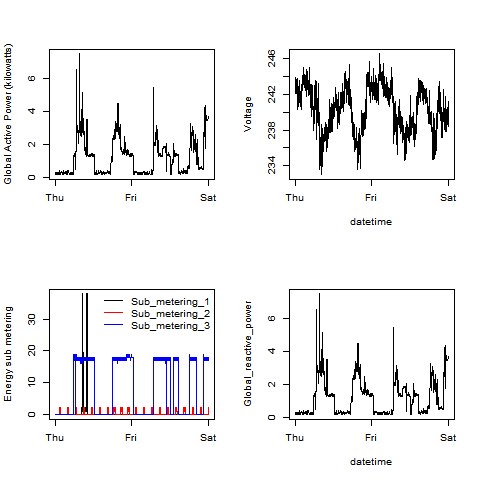 Global Active Power (kilowatts)
0 2 4 6
Thu Fri Sat
Voltage
234 238 242 246
Thu Fri Sat
datetime
Energy sub metering
0 10 20 30
Sub_metering_1
Sub_metering_2
Sub_metering_3
Thu Fri Sat
Global_reactive_power
0 2 4 6
Thu Fri Sat
datetime